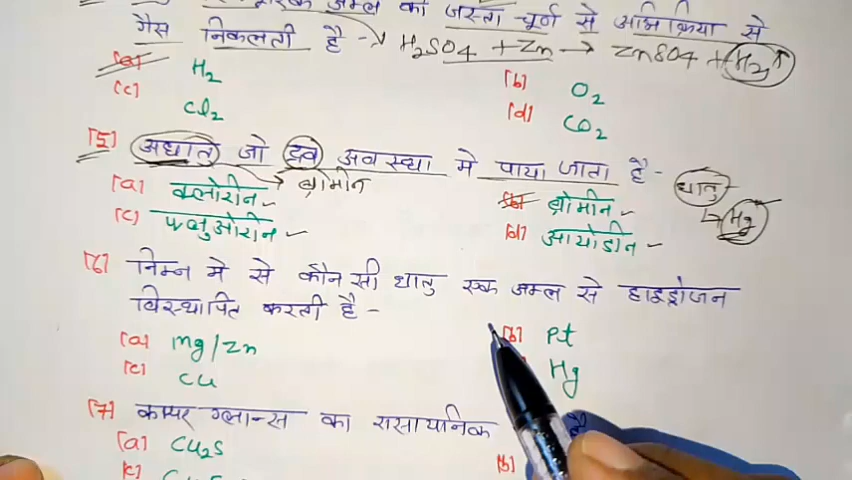 अम्ल की जस्ता चूर्ण से अभिक्रिया से
गैस निकलती है → H2SO4 + Zn → ZnSO4 + H2↑
[a] H2 [b] O2
[c] Cl2 [d] CO2
[5] अधातु जो द्रव अवस्था मे पाया जाता है - धातु
ब्रोमीन
[a] क्लोरीन [b] ब्रोमीन Hg
[c] फ्लुओरीन [d] आयोडीन
[6] निम्न मे से कौन सी धातु एक अम्ल से हाइड्रोजन
विस्थापित करती है -
[a] Mg/Zn [b] Pt
[c] Cu Hg
[7] कापर ग्लान्स का रासायनिक है
[a] Cu2S [b]
[c]